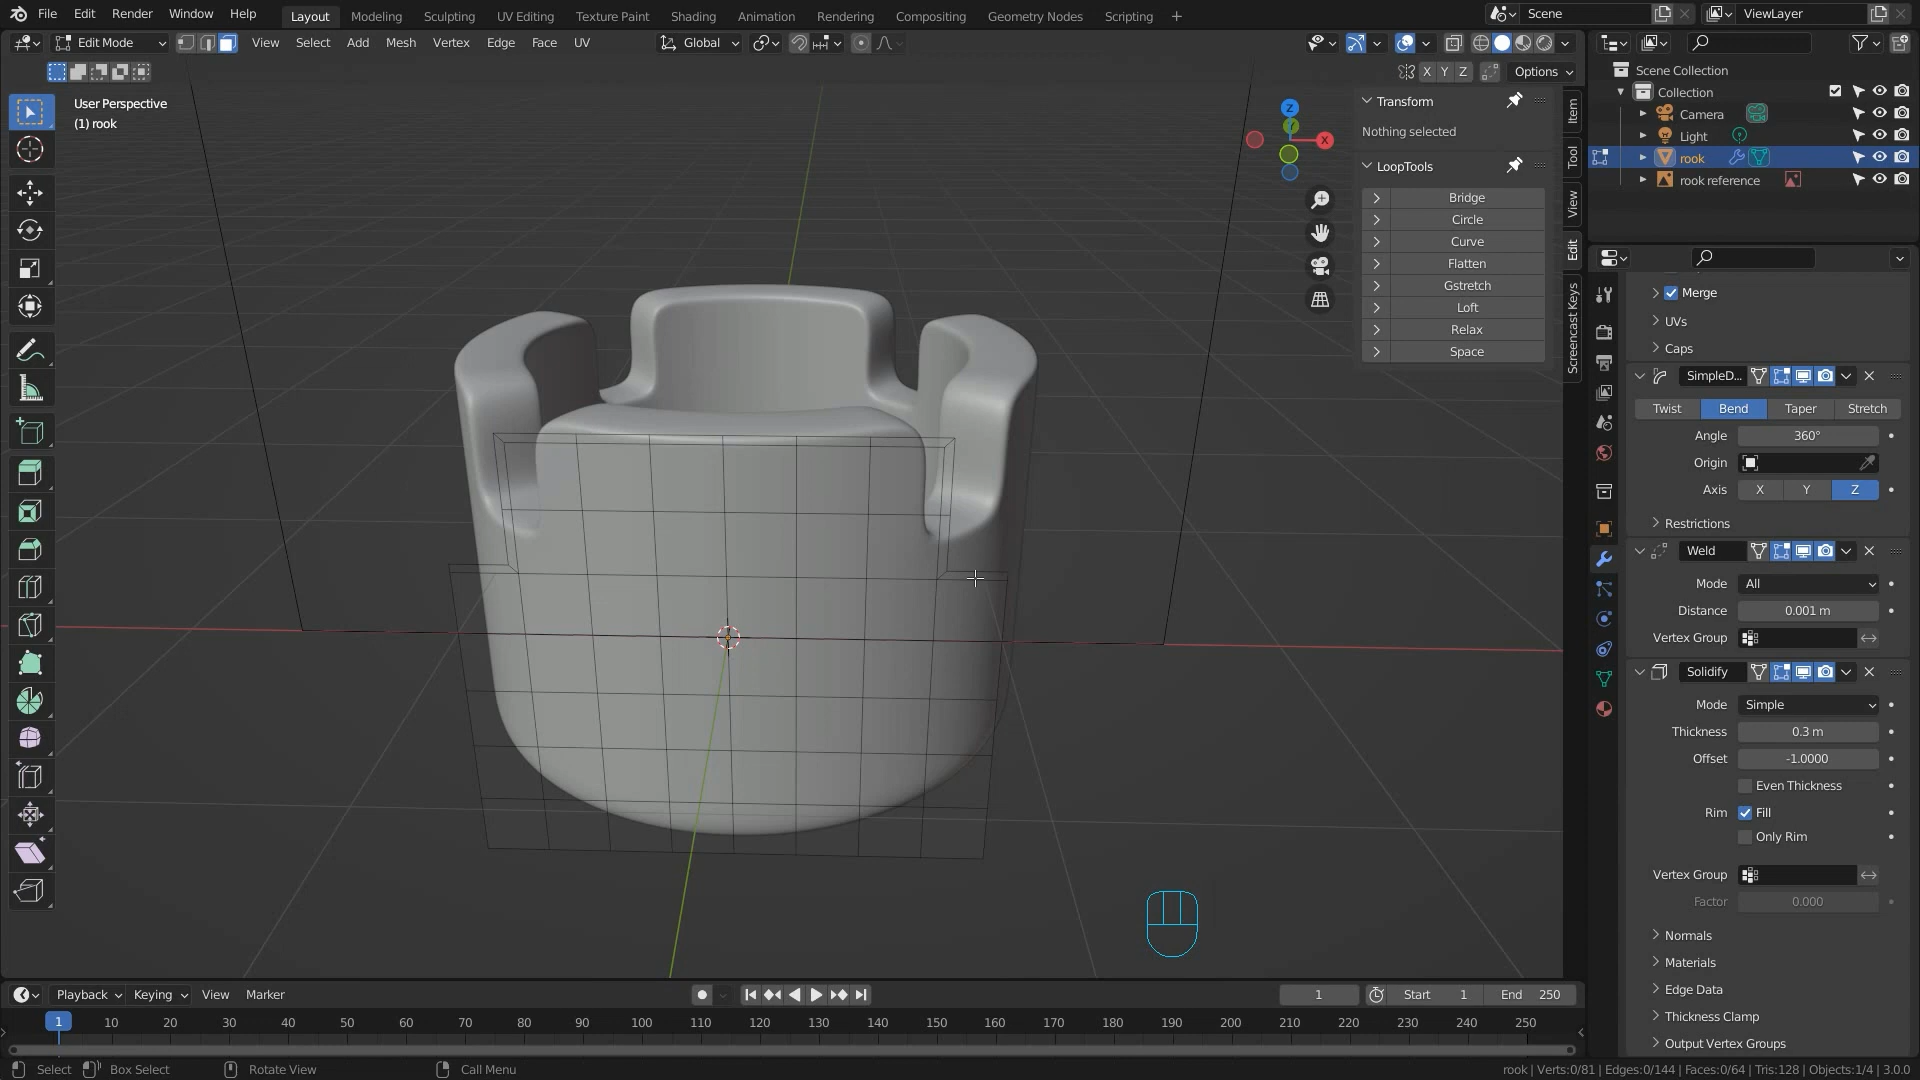 File Edit Render Window Help Layout Modeling Sculpting UV Editing Texture Paint Shading Animation Rendering Compositing Geometry Nodes Scripting + Scene ViewLayer
Edit Mode View Select Add Mesh Vertex Edge Face UV Global
X Y Z Options
User Perspective
(1) rook
Z
X
Transform
Nothing selected
LoopTools
Bridge
Circle
Curve
Flatten
Gstretch
Loft
Relax
Space
Item
Tool
View
Edit
Screencast Keys
Scene Collection
Collection
Camera
Light
rook
rook reference
Merge
UVs
Caps
SimpleD...
Twist Bend Taper Stretch
Angle 360°
Origin
Axis X Y Z
Restrictions
Weld
Mode All
Distance 0.001 m
Vertex Group
Solidify
Mode Simple
Thickness 0.3 m
Offset -1.0000
Even Thickness
Rim Fill
Only Rim
Vertex Group
Factor 0.000
Normals
Materials
Edge Data
Thickness Clamp
Output Vertex Groups
Playback Keying View Marker 1 Start 1 End 250
1 10 20 30 40 50 60 70 80 90 100 110 120 130 140 150 160 170 180 190 200 210 220 230 240 250
Select Box Select Rotate View Call Menu rook | Verts:0/81 | Edges:0/144 | Faces:0/64 | Tris:128 | Objects:1/4 | 3.0.0